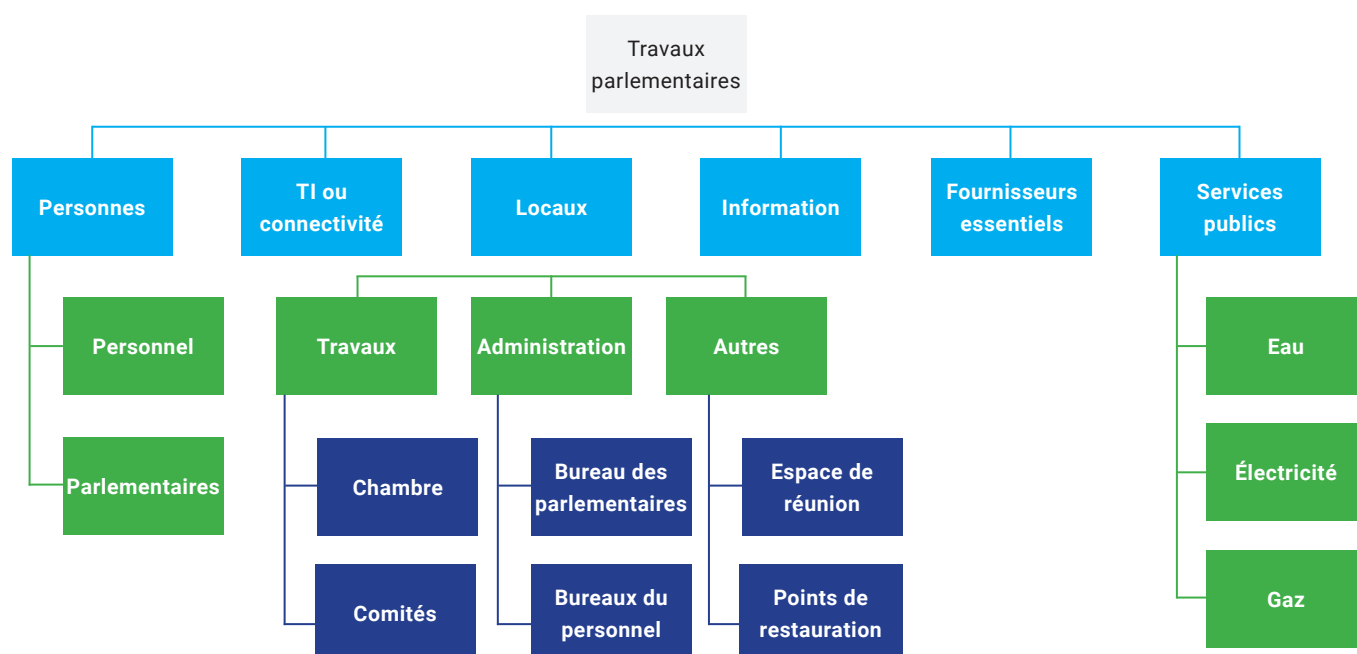 Travaux
parlementaires
Personnes
TI ou
connectivité
Locaux
Information
Fournisseurs
essentiels
Services
publics
Personnel
Parlementaires
Travaux
Administration
Autres
Eau
Électricité
Gaz
Chambre
Comités
Bureau des
parlementaires
Bureaux du
personnel
Espace de
réunion
Points de
restauration